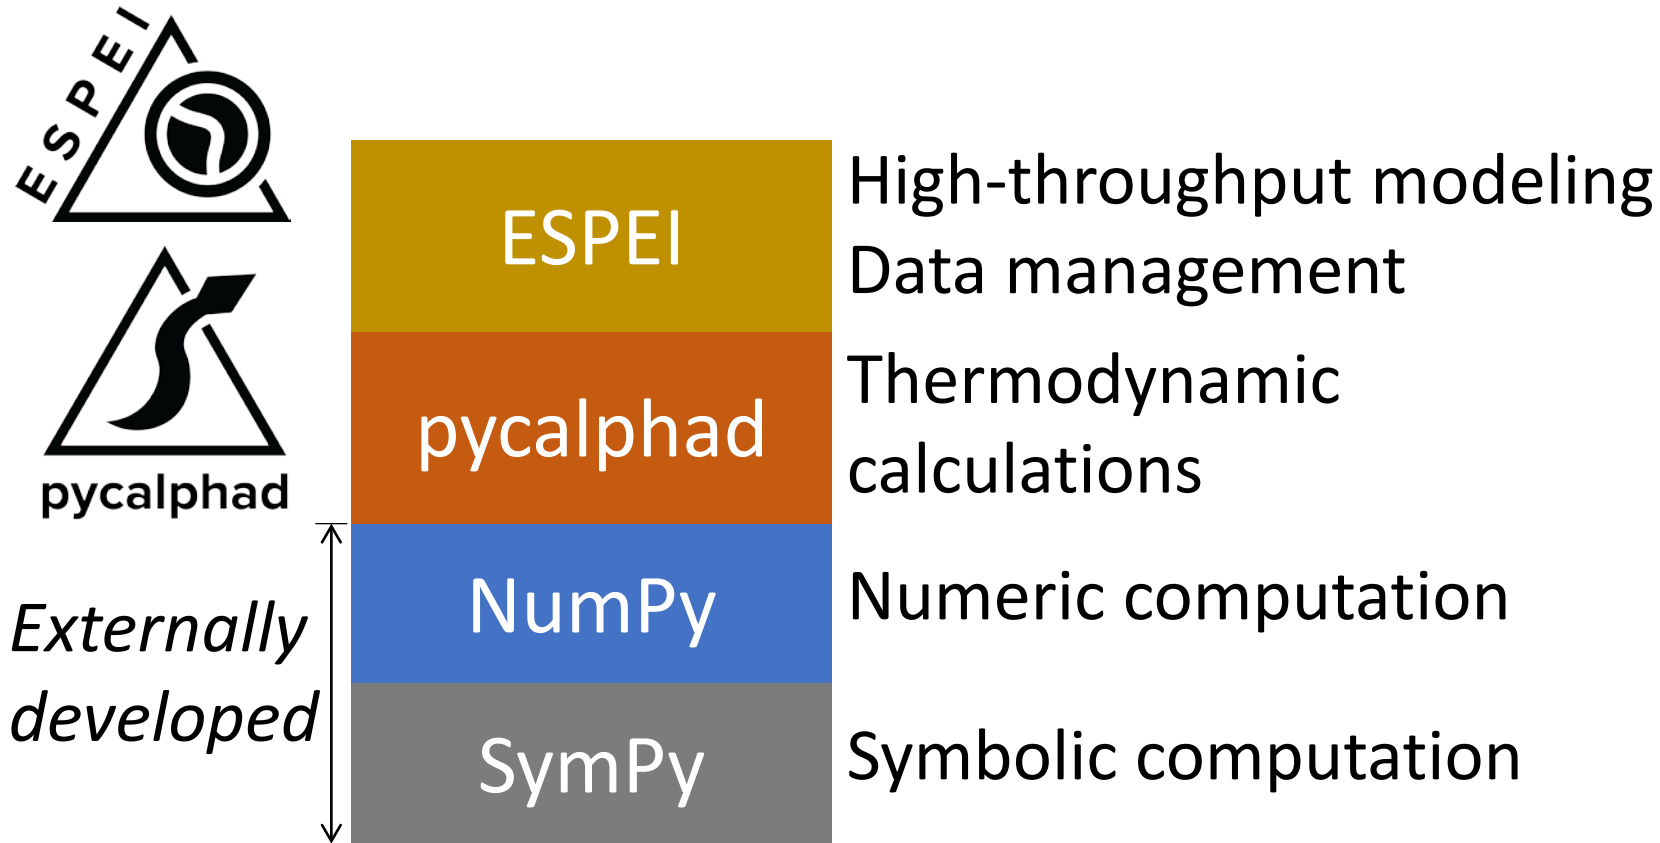 ESPEI
pycalphad
Externally
developed
ESPEI
pycalphad
NumPy
SymPy
High-throughput modeling
Data management
Thermodynamic
calculations
Numeric computation
Symbolic computation